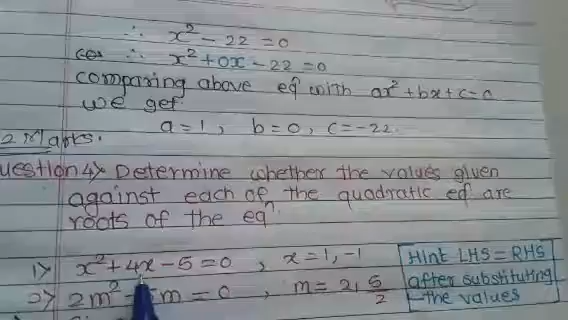 ∴ x² - 22 = 0
∴ x² + 0x - 22 = 0
comparing above eq with ax² + bx + c = 0
we get
a = 1, b = 0, c = -22.
2 Marks.
uestion 4> Determine whether the values given
against each of the quadratic eq are
roots of the eqⁿ
1> x² + 4x - 5 = 0 , x = 1, -1
2> 2m² - m = 0 , m = 2, 5/2
Hint LHS = RHS
after substituting
the values